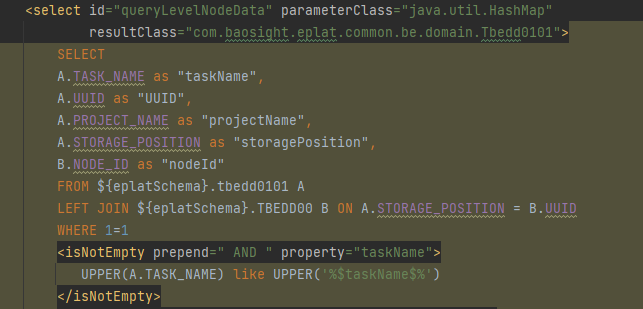 <select id="queryLevelNodeData" parameterClass="java.util.HashMap"
resultClass="com.baosight.eplat.common.be.domain.Tbedd0101">
SELECT
A.TASK_NAME as "taskName",
A.UUID as "UUID",
A.PROJECT_NAME as "projectName",
A.STORAGE_POSITION as "storagePosition",
B.NODE_ID as "nodeId"
FROM ${eplatSchema}.tbedd0101 A
LEFT JOIN ${eplatSchema}.TBEDD00 B ON A.STORAGE_POSITION = B.UUID
WHERE 1=1
<isNotEmpty prepend=" AND " property="taskName">
UPPER(A.TASK_NAME) like UPPER('%$taskName$%')
</isNotEmpty>